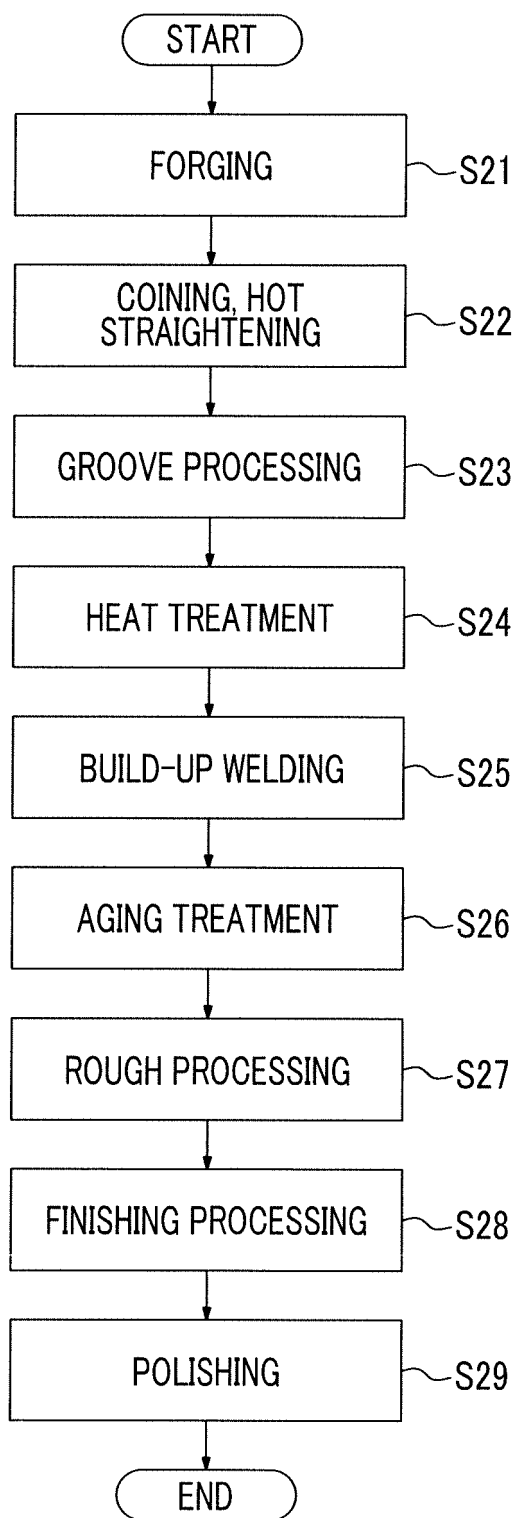 START
FORGING
S21
COINING, HOT
STRAIGHTENING
S22
GROOVE PROCESSING
S23
HEAT TREATMENT
S24
BUILD-UP WELDING
S25
AGING TREATMENT
S26
ROUGH PROCESSING
S27
FINISHING PROCESSING
S28
POLISHING
S29
END